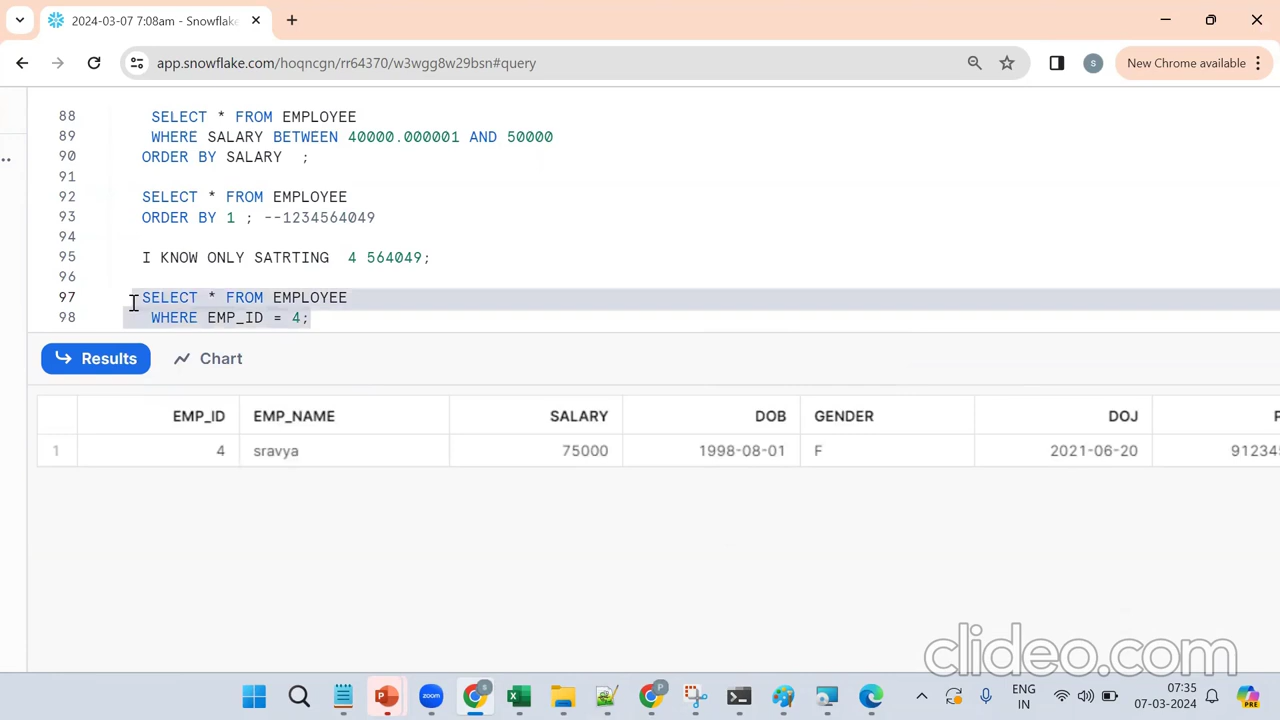 2024-03-07 7:08am - Snowflake
app.snowflake.com/hoqncgn/rr64370/w3wgg8w29bsn#query
s
New Chrome available
88 SELECT * FROM EMPLOYEE
89 WHERE SALARY BETWEEN 40000.000001 AND 50000
90 ORDER BY SALARY ;
91
92 SELECT * FROM EMPLOYEE
93 ORDER BY 1 ; --1234564049
94
95 I KNOW ONLY SATRTING 4 564049;
96
97 SELECT * FROM EMPLOYEE
98 WHERE EMP_ID = 4;
Results Chart
EMP_ID EMP_NAME SALARY DOB GENDER DOJ P
1 4 sravya 75000 1998-08-01 F 2021-06-20 912345
clideo.com
zoom
ENG
IN
07:35
07-03-2024
PRE